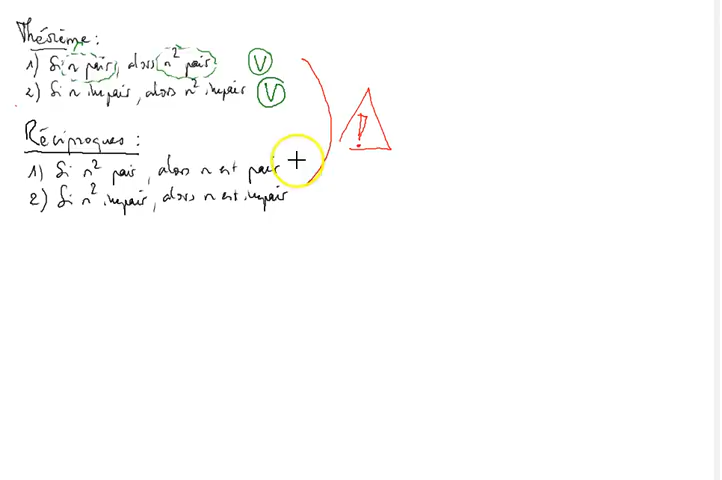 Théorème :
1) Si n pair, alors n² pair V
2) Si n impair, alors n² impair V
!
Réciproques :
1) Si n² pair, alors n est pair
2) Si n² impair, alors n est impair